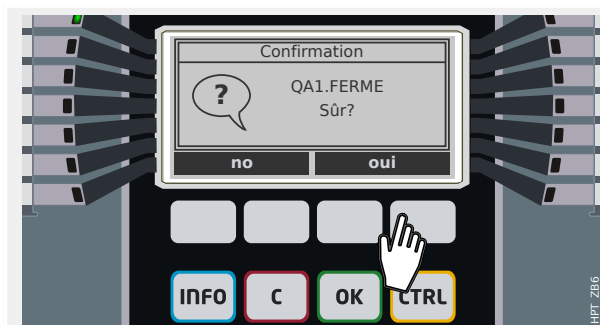 Confirmation
?
QA1.FERME
Sûr?
no
oui
INFO
C
OK
CTRL
HPT ZB6